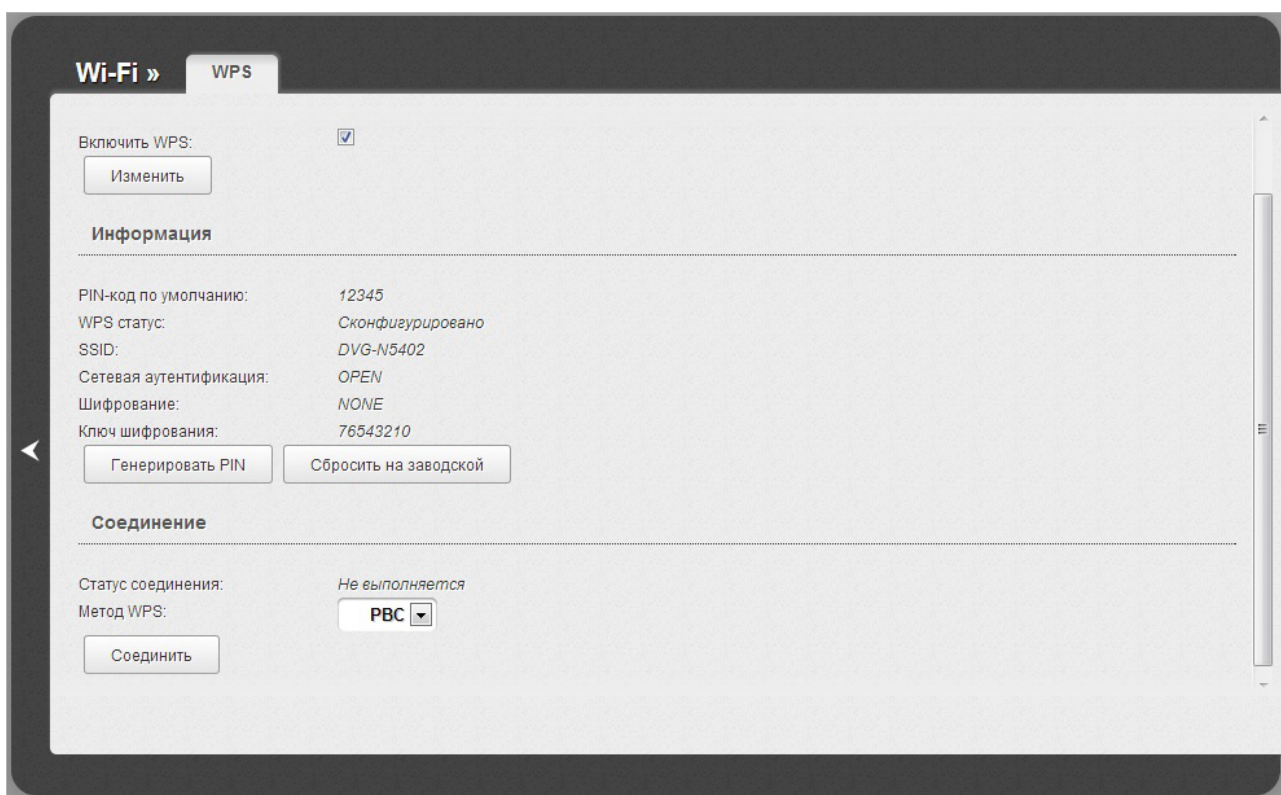 Wi-Fi » WPS
Включить WPS:
Изменить
Информация
PIN-код по умолчанию: 12345
WPS статус: Сконфигурировано
SSID: DVG-N5402
Сетевая аутентификация: OPEN
Шифрование: NONE
Ключ шифрования: 76543210
Генерировать PIN Сбросить на заводской
Соединение
Статус соединения: Не выполняется
Метод WPS: PBC
Соединить